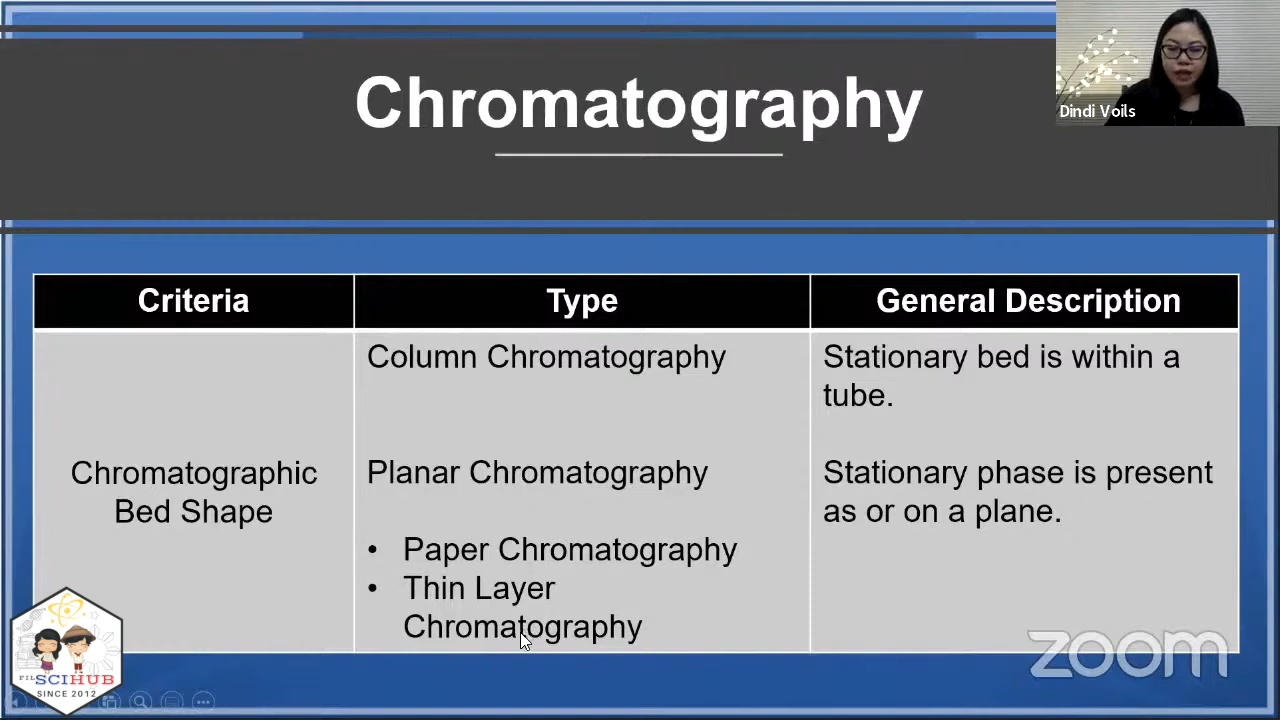 Chromatography
Dindi Voils
Criteria
Type
General Description
Chromatographic
Bed Shape
Column Chromatography
Planar Chromatography
• Paper Chromatography
• Thin Layer
Chromatography
Stationary bed is within a
tube.
Stationary phase is present
as or on a plane.
FIL SCIHUB
SINCE 2012
zoom